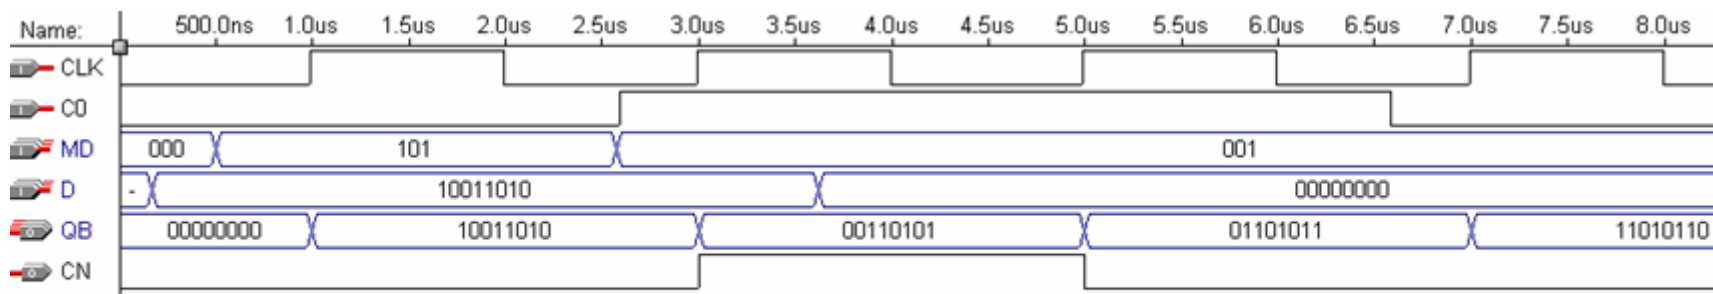 Name: 500.0ns 1.0us 1.5us 2.0us 2.5us 3.0us 3.5us 4.0us 4.5us 5.0us 5.5us 6.0us 6.5us 7.0us 7.5us 8.0us
CLK
C0
MD 000 101 001
D - 10011010 00000000
QB 00000000 10011010 00110101 01101011 11010110
CN